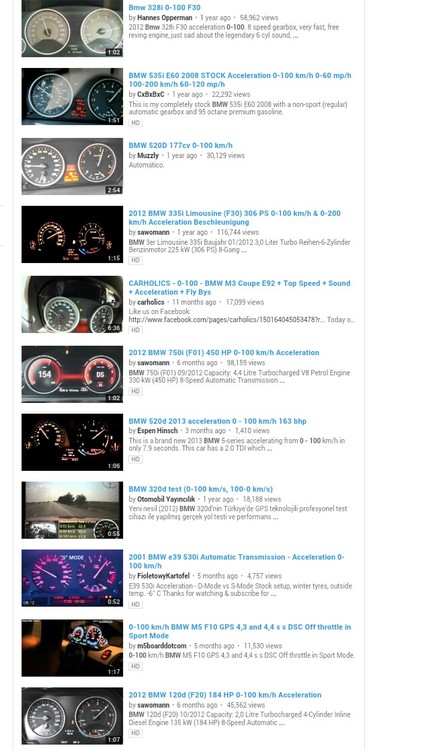 Bmw 328i 0-100 F30
by Hannes Opperman • 1 year ago • 58,962 views
2012 Bmw 328i F30 acceleration 0-100. 8 speed gearbox, very fast, free
reving engine, just sad about the legendary 6 cyl sound, ...
1:02
BMW 535i E60 2008 STOCK Acceleration 0-100 km/h 0-60 mp/h
100-200 km/h 60-120 mp/h
by CxBxBxC • 1 year ago • 22,292 views
This is my completely stock BMW 535i E60 2008 with a non-sport (regular)
automatic gearbox and 95 octane premium gasoline.
1:51
HD
BMW 520D 177cv 0-100 km/h
by Muzzly • 1 year ago • 30,129 views
Automatico.
2:54
2012 BMW 335i Limousine (F30) 306 PS 0-100 km/h & 0-200
km/h Acceleration Beschleunigung
by sawomann • 1 year ago • 116,744 views
BMW 3er Limousine 335i Baujahr 01/2012 3,0 Liter Turbo Reihen-6-Zylinder
Benzinmotor 225 kW (306 PS) 8-Gang ...
1:15
HD
CARHOLICS - 0-100 - BMW M3 Coupe E92 + Top Speed + Sound
+ Acceleration + Fly Bys
by carholics • 11 months ago • 17,099 views
Like us on Facebook:
http://www.facebook.com/pages/carholics/150164045053478?r... Today o...
6:36
HD
2012 BMW 750i (F01) 450 HP 0-100 km/h Acceleration
by sawomann • 6 months ago • 98,159 views
BMW 750i (F01) 09/2012 Capacity: 4,4 Litre Turbocharged V8 Petrol Engine
330 kW (450 HP) 8-Speed Automatic Transmission ...
154
D5
1:02
HD
BMW 520d 2013 acceleration 0 - 100 km/h 163 bhp
by Espen Hinsch • 3 months ago • 1,410 views
This is a brand new 2013 BMW 5-series accelerating from 0 - 100 km/h in
only 7.9 seconds. This car has a 2.0 TDI which ...
1:06
HD
BMW 320d test (0-100 km/s, 100-0 km/s)
by Otomobil Yayıncılık • 1 year ago • 18,188 views
Yeni nesil (2012) BMW 320d'nin Türkiye'de GPS teknolojili profesyonel test
cihazı ile yapılmış gerçek yol testi ve performans ...
0:56
2001 BMW e39 530i Automatic Transmission - Acceleration 0-
100 km/h
by FioletowyKartofel • 5 months ago • 4,757 views
E39 530i Acceleration - D-Mode vs S-Mode Stock setup, winter tyres, outside
temp. -6° C Thanks for watching & subscribe for ...
"S" MODE
0:52
HD
0-100 km/h BMW M5 F10 GPS 4,3 and 4,4 s s DSC Off throttle in
Sport Mode
by m5boarddotcom • 5 months ago • 11,530 views
0-100 km/h BMW M5 F10 GPS 4,3 and 4,4 s s DSC Off throttle in Sport Mode.
1:17
HD
2012 BMW 120d (F20) 184 HP 0-100 km/h Acceleration
by sawomann • 6 months ago • 45,562 views
BMW 120d (F20) 10/2012 Capacity: 2,0 Litre Turbocharged 4-Cylinder Inline
Diesel Engine 135 kW (184 HP) 8-Speed Automatic ...
1:07
HD